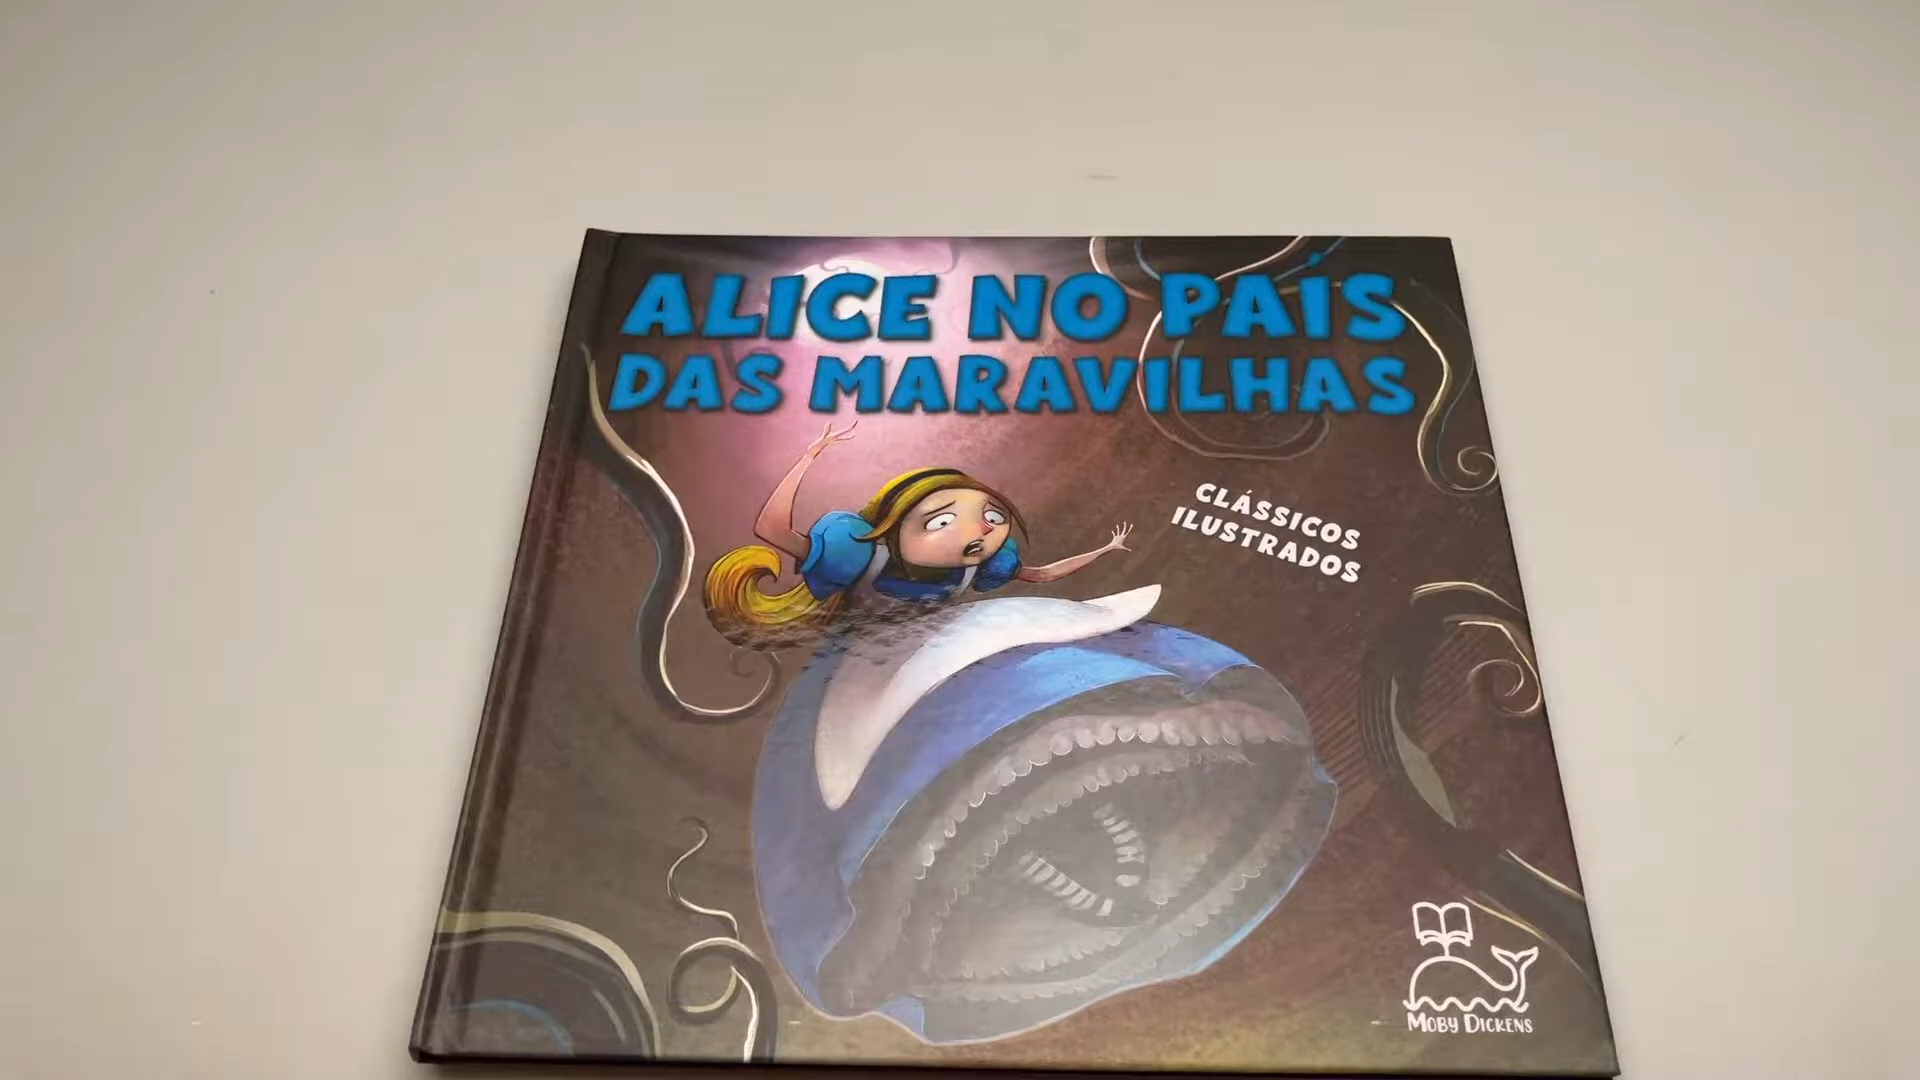 ALICE NO PAÍS
DAS MARAVILHAS
CLÁSSICOS
ILUSTRADOS
MOBY DICKENS